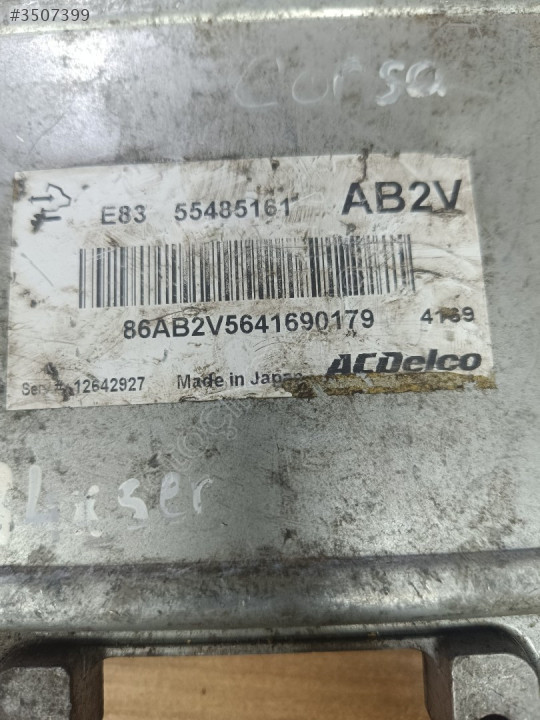 #3507399
Corsa
E83 55485161 AB2V
86AB2V5641690179 4169
Serv#. 12642927 Made in Japan ACDelco